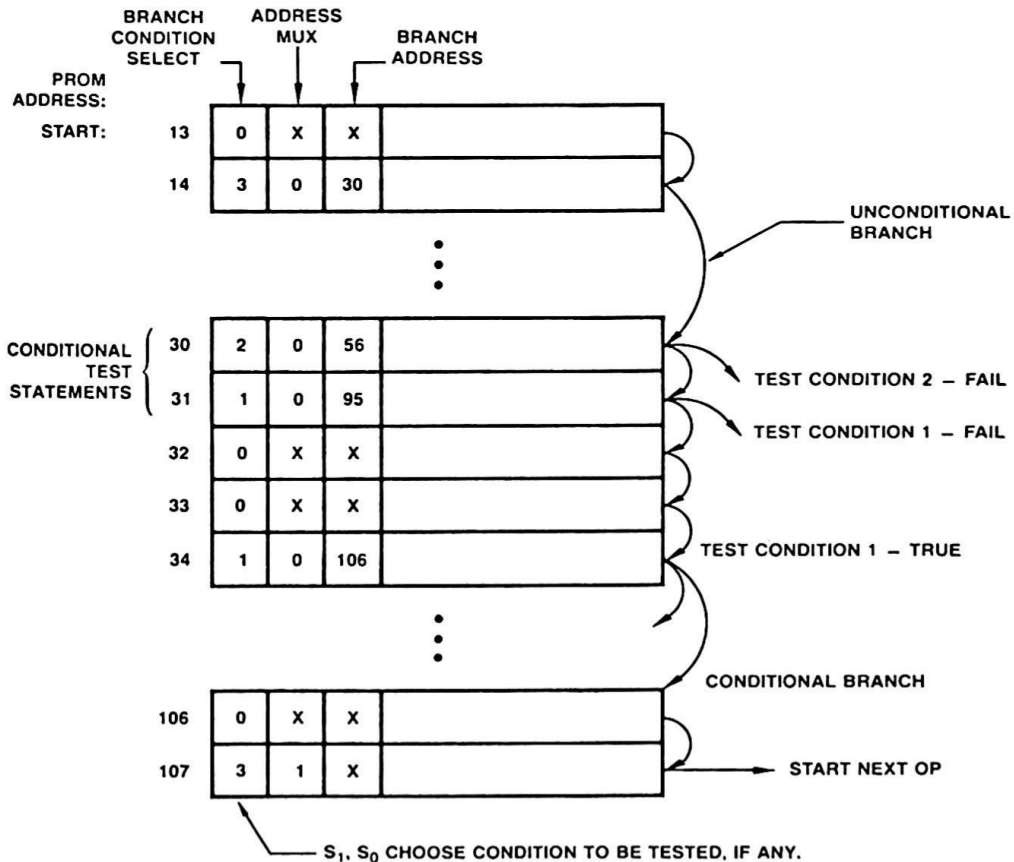 BRANCH
CONDITION
SELECT
ADDRESS
MUX
BRANCH
ADDRESS
PROM
ADDRESS:
START: 13 0 X X
14 3 0 30
UNCONDITIONAL
BRANCH
CONDITIONAL
TEST
STATEMENTS
30 2 0 56
TEST CONDITION 2 – FAIL
31 1 0 95
TEST CONDITION 1 – FAIL
32 0 X X
33 0 X X
34 1 0 106
TEST CONDITION 1 – TRUE
CONDITIONAL BRANCH
106 0 X X
107 3 1 X
START NEXT OP
S₁, S₀ CHOOSE CONDITION TO BE TESTED, IF ANY.